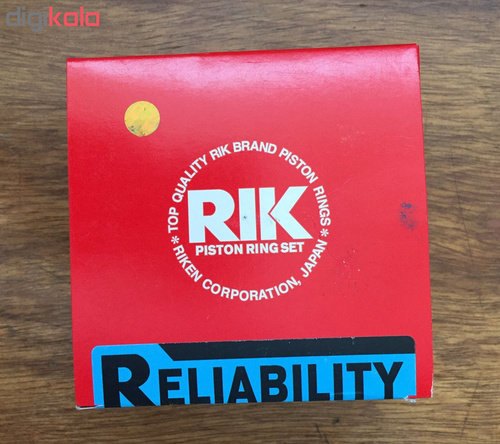 digikala
*TOP QUALITY RIK BRAND PISTON RINGS*
RIK
PISTON RING SET
RIKEN CORPORATION, JAPAN
RELIABILITY